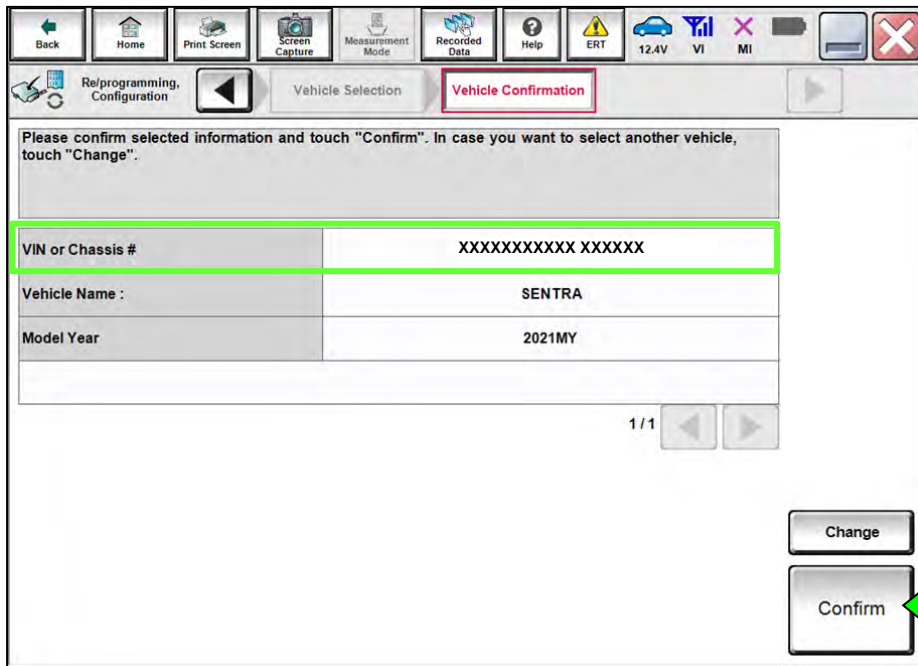 Back
Home
Print Screen
Screen
Capture
Measurement
Mode
Recorded
Data
Help
ERT
12.4V
VI
MI
Re/programming,
Configuration
Vehicle Selection
Vehicle Confirmation
Please confirm selected information and touch "Confirm". In case you want to select another vehicle,
touch "Change".
VIN or Chassis #
XXXXXXXXXXX XXXXXX
Vehicle Name :
SENTRA
Model Year
2021MY
1/1
Change
Confirm